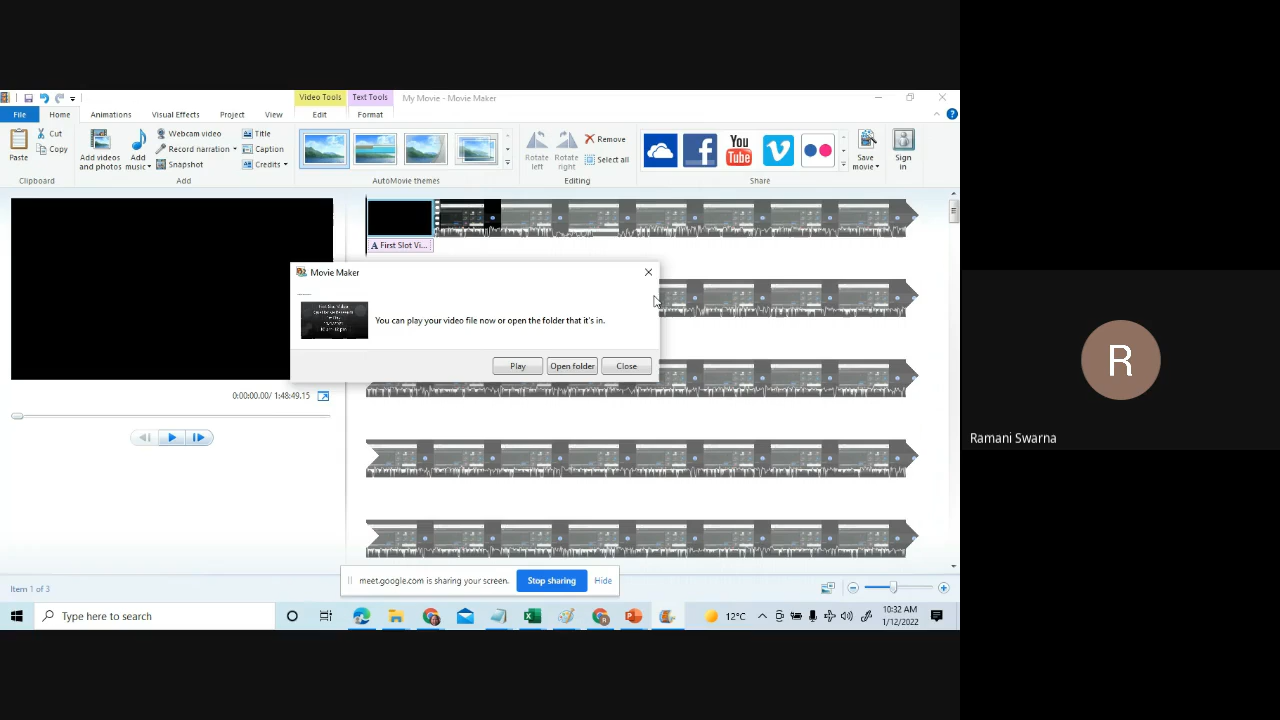 Video Tools
Text Tools
My Movie - Movie Maker
File
Home
Animations
Visual Effects
Project
View
Edit
Format
Paste
Cut
Copy
Clipboard
Add videos
and photos
Add
music
Webcam video
Record narration
Snapshot
Title
Caption
Credits
Add
AutoMovie themes
Rotate
left
Rotate
right
Remove
Select all
Editing
You
Tube
Share
Save
movie
Sign
in
A First Slot Vi...
Movie Maker
First Slot Video
You can play your video file now or open the folder that it's in.
Play
Open folder
Close
0:00:00.00/ 1:48:49.15
meet.google.com is sharing your screen.
Stop sharing
Hide
Item 1 of 3
Type here to search
12°C
10:32 AM
1/12/2022
R
Ramani Swarna